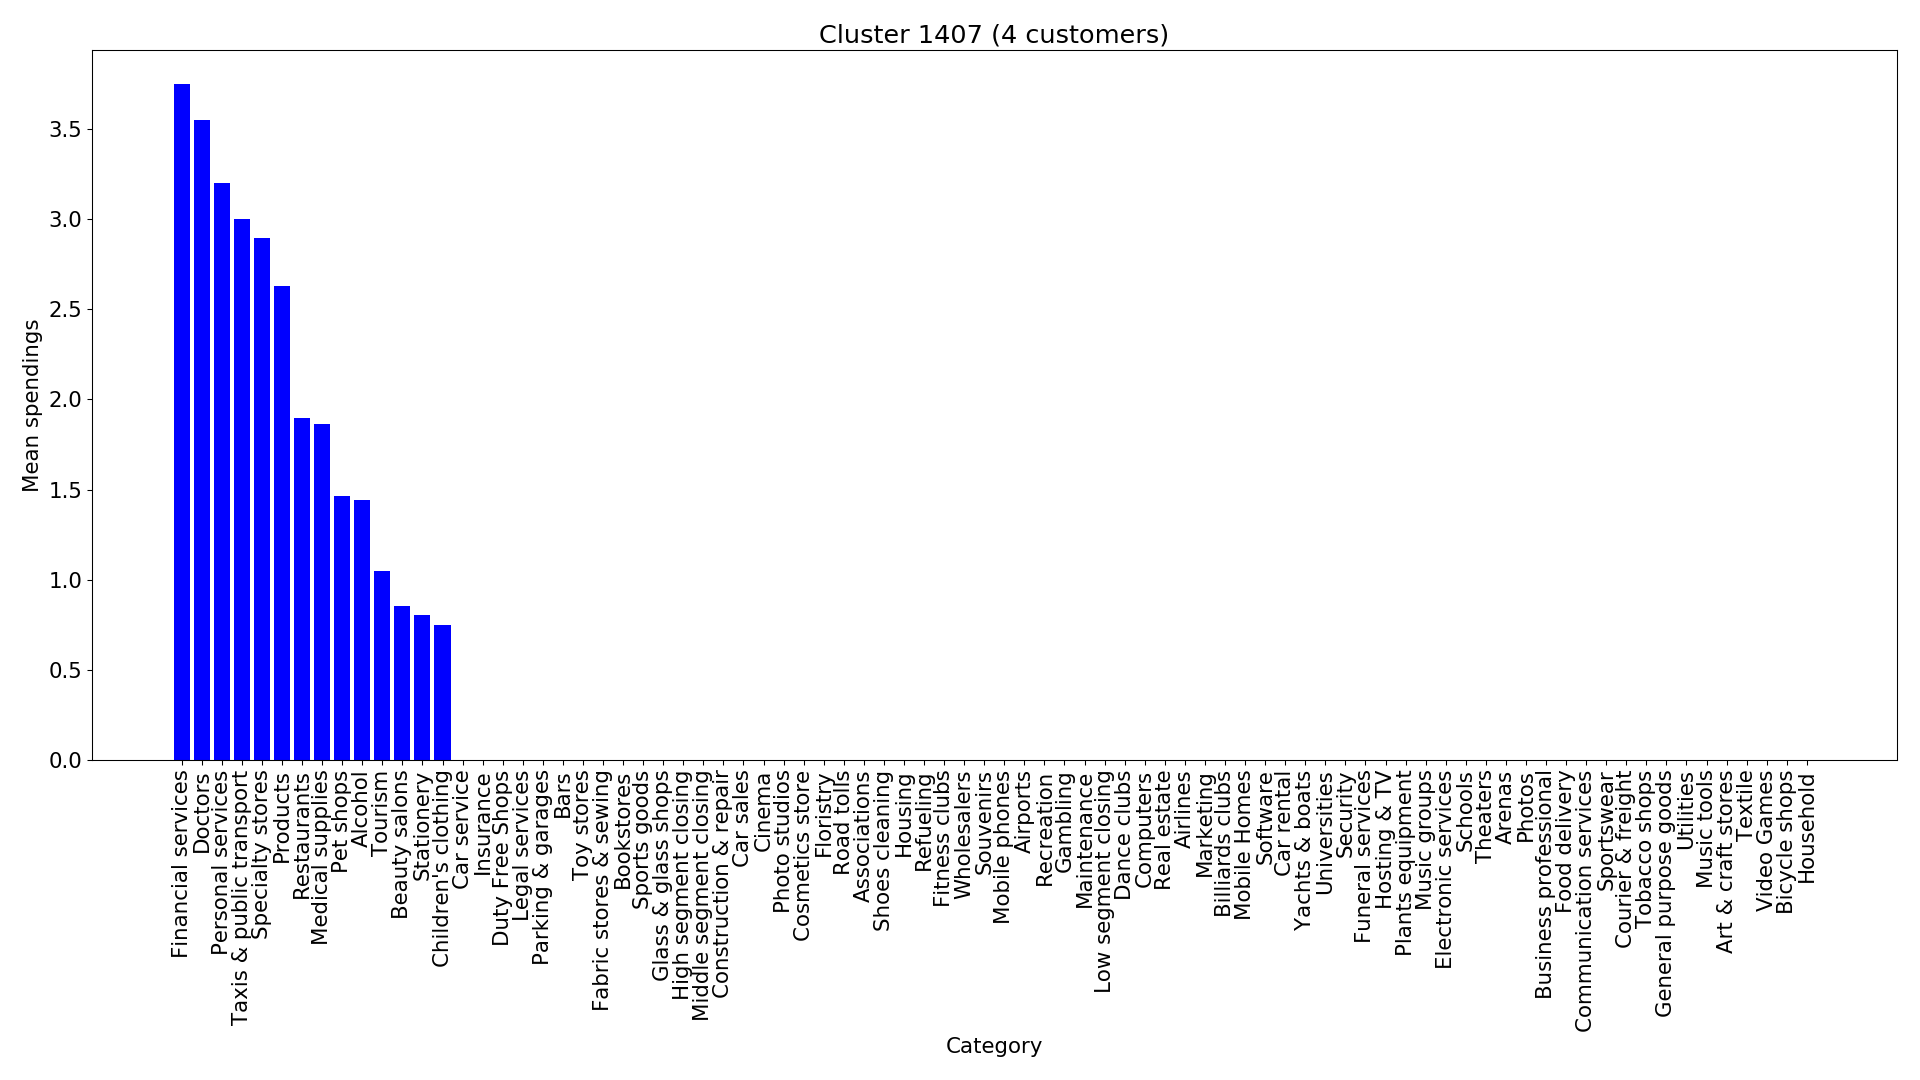 Cluster 1407 (4 customers)
Mean spendings
3.5
3.0
2.5
2.0
1.5
1.0
0.5
0.0
Financial services
Doctors
Personal services
Taxis & public transport
Specialty stores
Products
Restaurants
Medical supplies
Pet shops
Alcohol
Tourism
Beauty salons
Stationery
Children's clothing
Car service
Insurance
Duty Free Shops
Legal services
Parking & garages
Bars
Toy stores
Fabric stores & sewing
Bookstores
Sports goods
Glass & glass shops
High segment closing
Middle segment closing
Construction & repair
Car sales
Cinema
Photo studios
Cosmetics store
Floristry
Road tolls
Associations
Shoes cleaning
Housing
Refuelling
Fitness clubs
Wholesalers
Souvenirs
Mobile phones
Airports
Recreation
Gambling
Maintenance
Low segment closing
Dance clubs
Computers
Real estate
Airlines
Marketing
Billiards clubs
Mobile Homes
Software
Car rental
Yachts & boats
Universities
Security
Funeral services
Hosting & TV
Plants equipment
Music groups
Electronic services
Schools
Theaters
Arenas
Photos
Business professional
Food delivery
Communication services
Sportswear
Courier & freight
Tobacco shops
General purpose goods
Utilities
Music tools
Art & craft stores
Textile
Video Games
Bicycle shops
Household
Category